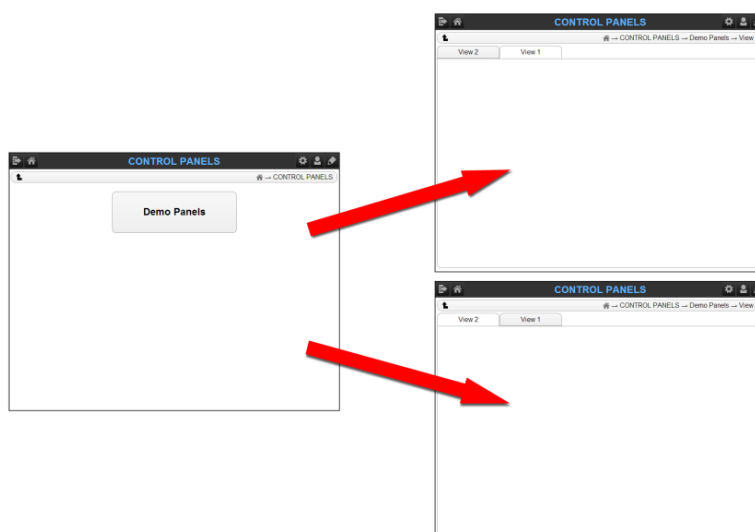 CONTROL PANELS
→ CONTROL PANELS → Demo Panels → View
View 2 View 1
CONTROL PANELS
→ CONTROL PANELS
Demo Panels
CONTROL PANELS
→ CONTROL PANELS → Demo Panels → View
View 2 View 1